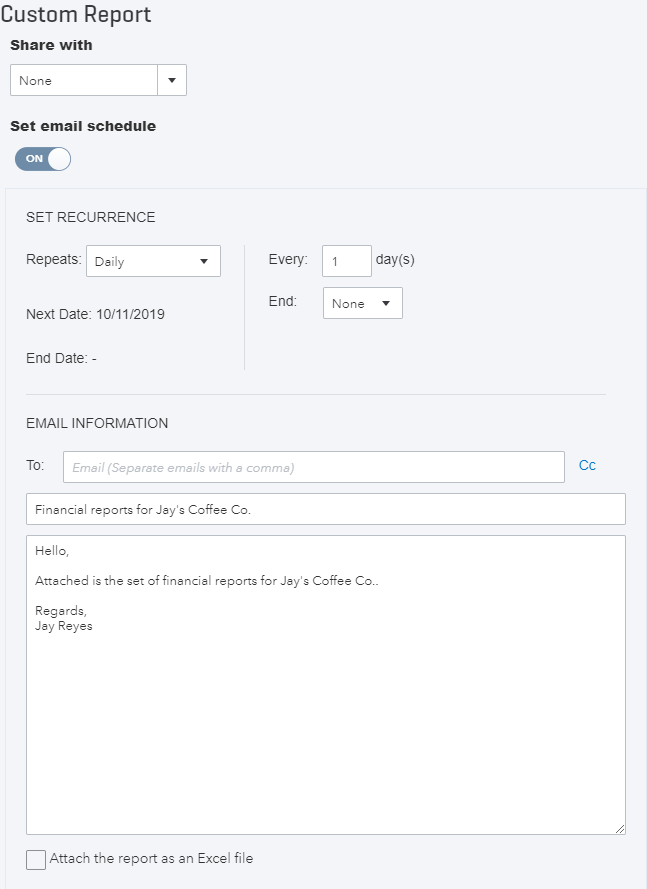 Custom Report
Share with
None
Set email schedule
ON
SET RECURRENCE
Repeats: Daily
Every: 1 day(s)
End: None
Next Date: 10/11/2019
End Date: -
EMAIL INFORMATION
To: Email (Separate emails with a comma) Cc
Financial reports for Jay's Coffee Co.
Hello,
Attached is the set of financial reports for Jay's Coffee Co..
Regards,
Jay Reyes
Attach the report as an Excel file